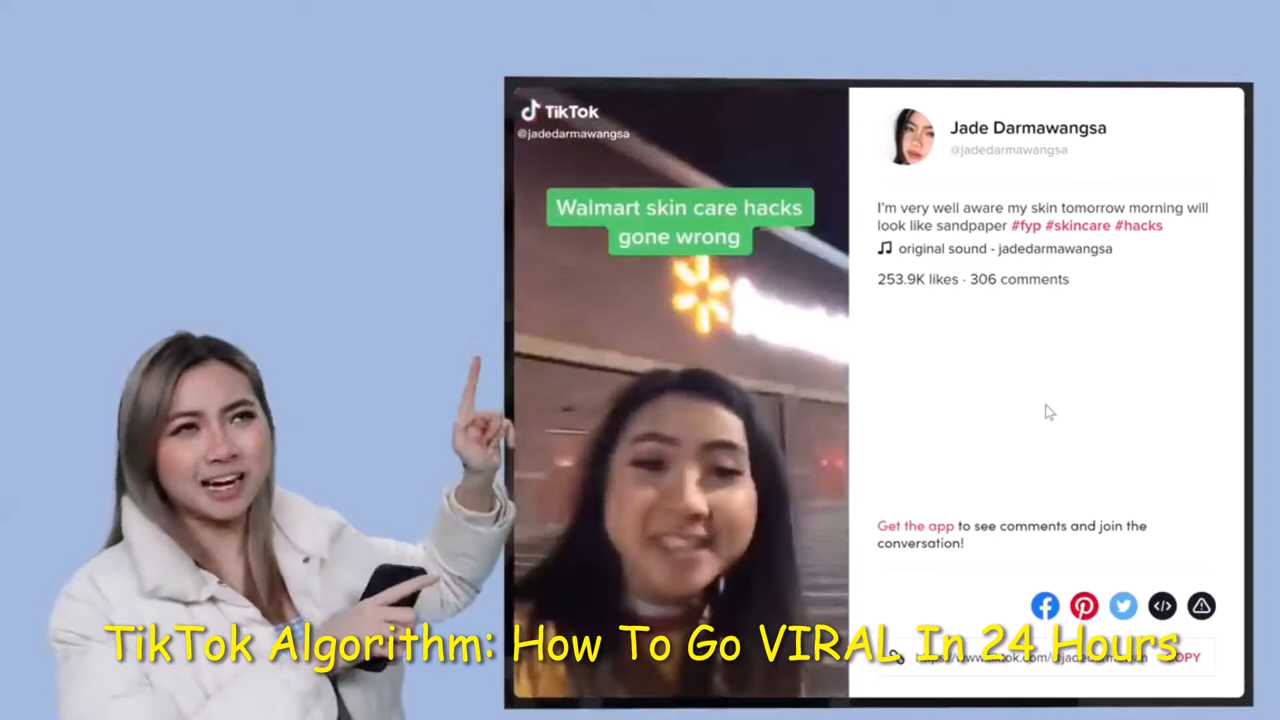 TikTok
@jadedarmawangsa
Walmart skin care hacks
gone wrong
Jade Darmawangsa
@jadedarmawangsa
I'm very well aware my skin tomorrow morning will
look like sandpaper #fyp #skincare #hacks
original sound - jadedarmawangsa
253.9K likes · 306 comments
Get the app to see comments and join the
conversation!
TikTok Algorithm: How To Go VIRAL In 24 Hours